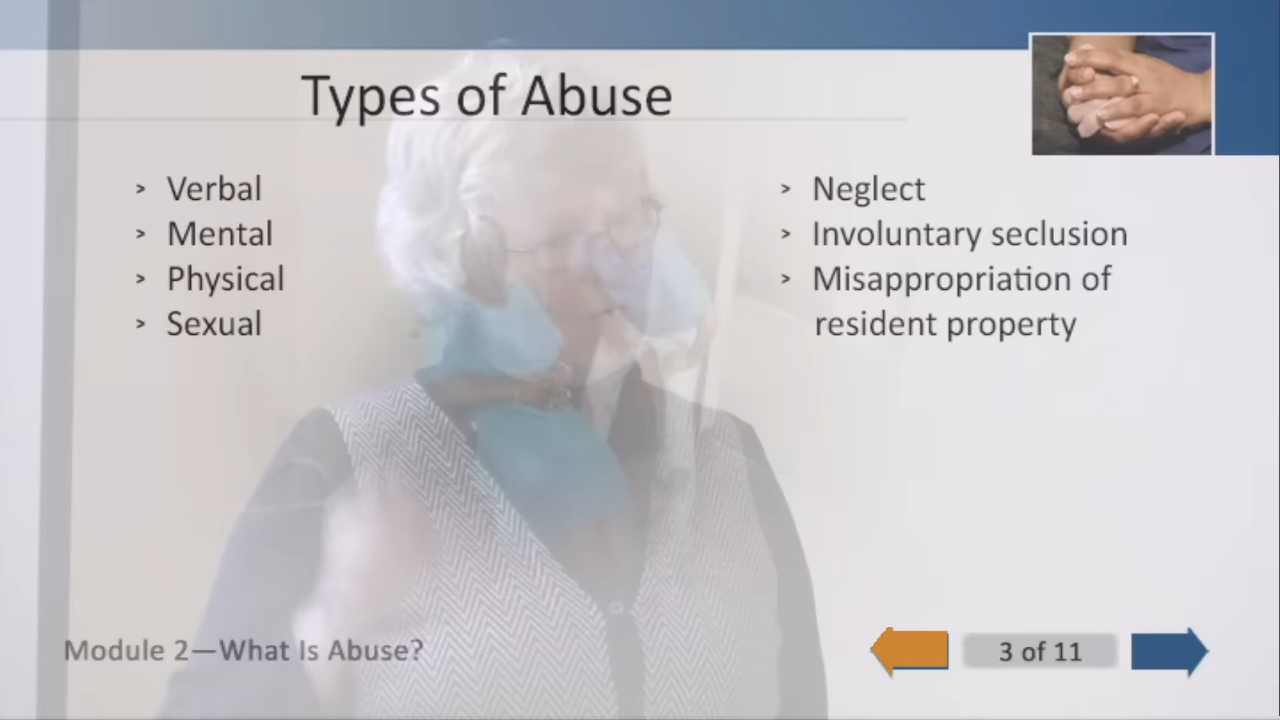 Types of Abuse
> Verbal
> Mental
> Physical
> Sexual
> Neglect
> Involuntary seclusion
> Misappropriation of
resident property
Module 2—What Is Abuse?
3 of 11